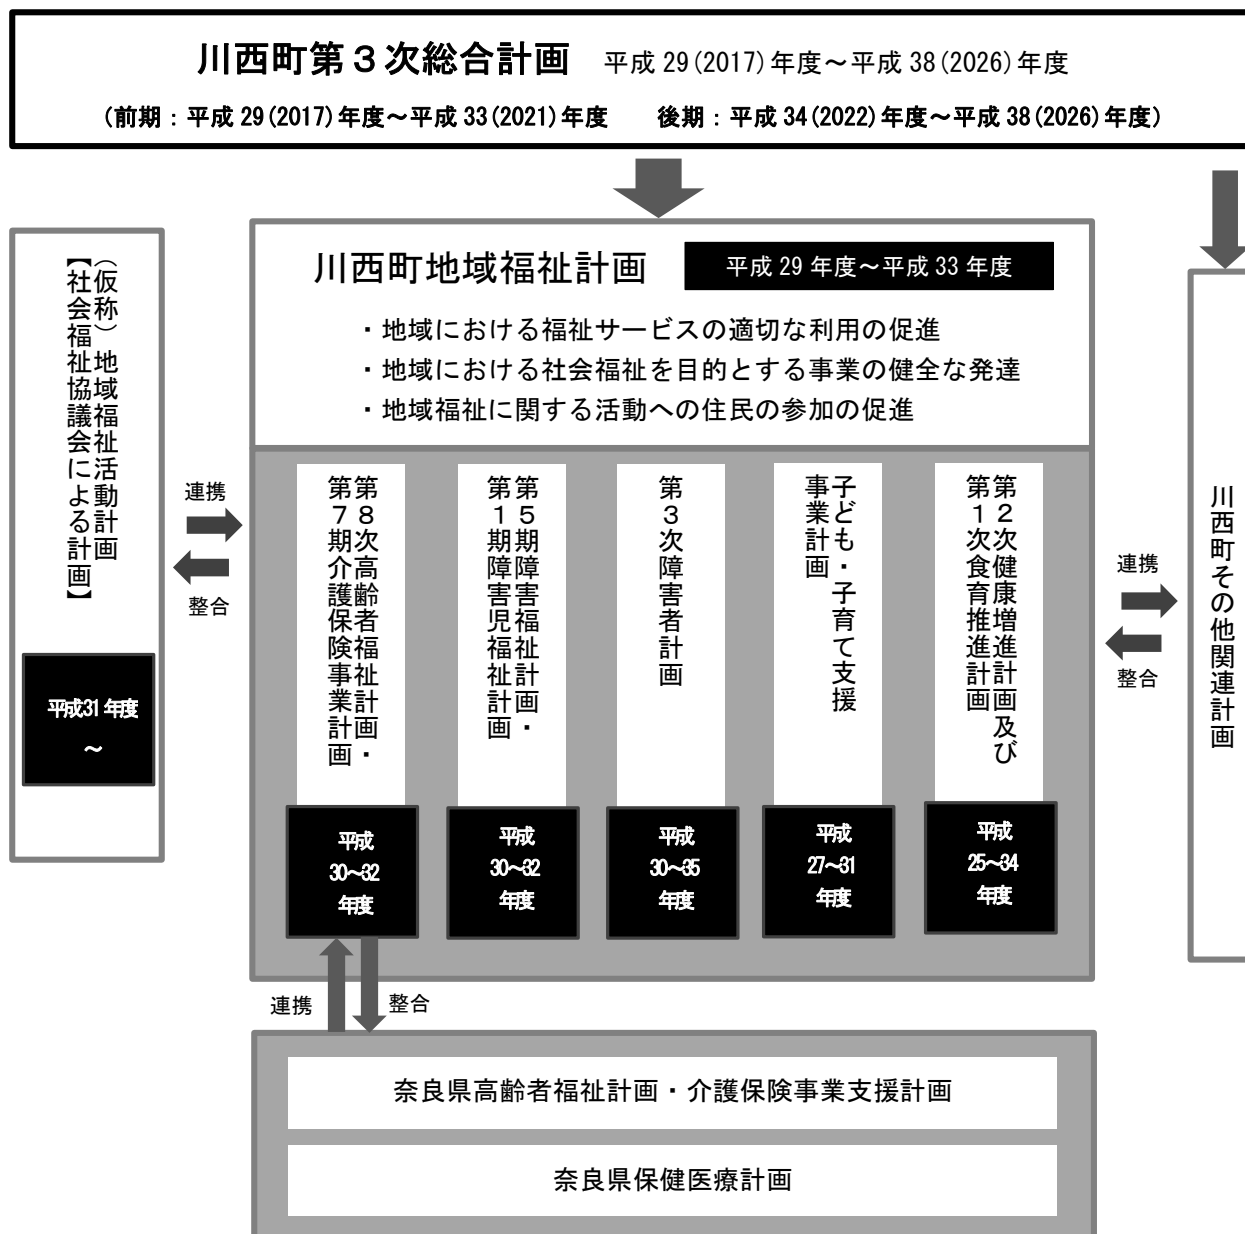 川西町第３次総合計画　平成 29(2017)年度～平成 38(2026)年度
(前期：平成 29(2017)年度～平成 33(2021)年度　　後期：平成 34(2022)年度～平成 38(2026)年度)
（仮称）地域福祉活動計画
【社会福祉協議会による計画】
平成31 年度
～
連携
整合
川西町地域福祉計画
平成 29 年度～平成 33 年度
・地域における福祉サービスの適切な利用の促進
・地域における社会福祉を目的とする事業の健全な発達
・地域福祉に関する活動への住民の参加の促進
第８次高齢者福祉計画・
第７期介護保険事業計画
平成
30～32
年度
第５期障害福祉計画・
第１期障害児福祉計画
平成
30～32
年度
第３次障害者計画
平成
30～35
年度
子ども・子育て支援
事業計画
平成
27～31
年度
第２次健康増進計画及び
第１次食育推進計画
平成
25～34
年度
連携
整合
川西町その他関連計画
連携
整合
奈良県高齢者福祉計画・介護保険事業支援計画
奈良県保健医療計画